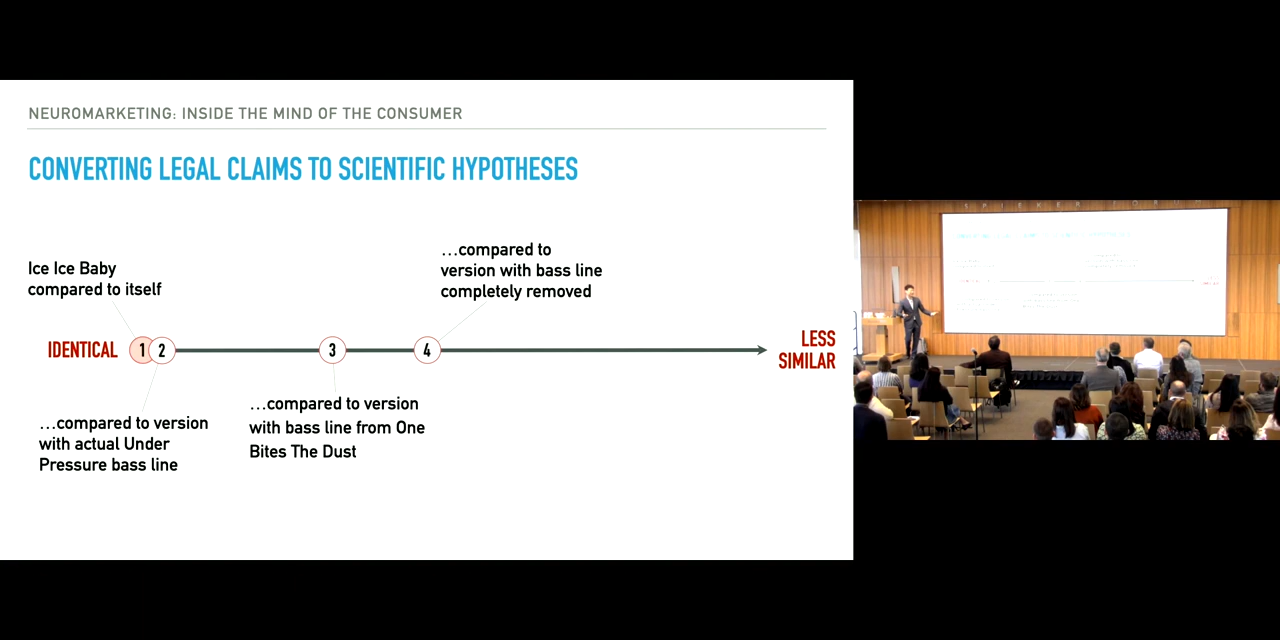 NEUROMARKETING: INSIDE THE MIND OF THE CONSUMER
CONVERTING LEGAL CLAIMS TO SCIENTIFIC HYPOTHESES
Ice Ice Baby
compared to itself
…compared to
version with bass line
completely removed
IDENTICAL
1
2
3
4
LESS
SIMILAR
…compared to version
with actual Under
Pressure bass line
…compared to version
with bass line from One
Bites The Dust
SPIEKER FORUM